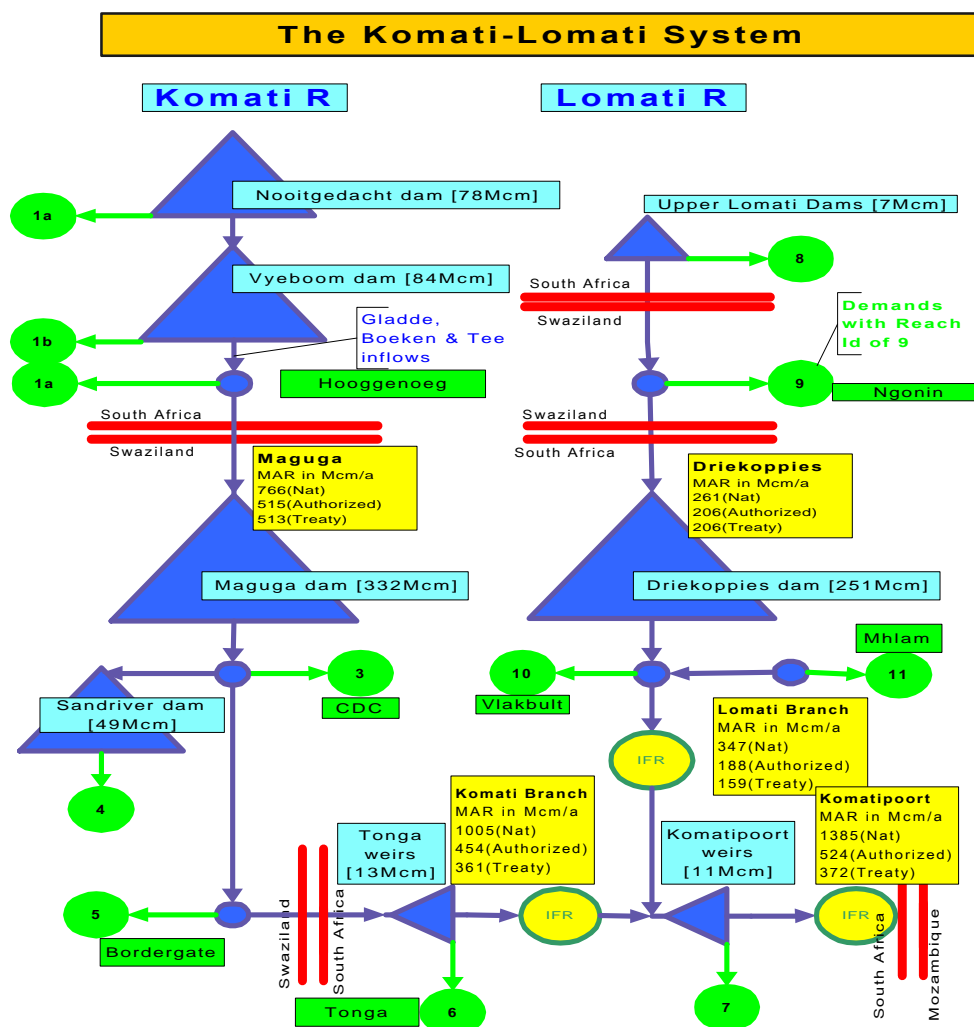 The Komati-Lomati System
Komati R
Lomati R
Nooitgedacht dam [78Mcm]
1a
Upper Lomati Dams [7Mcm]
8
Vyeboom dam [84Mcm]
South Africa
Swaziland
Gladde,
Boeken & Tee
inflows
Demands
with Reach
Id of 9
1b
1a
Hooggenoeg
9
Ngonin
South Africa
Swaziland
Swaziland
South Africa
Maguga
MAR in Mcm/a
766(Nat)
515(Authorized)
513(Treaty)
Driekoppies
MAR in Mcm/a
261(Nat)
206(Authorized)
206(Treaty)
Maguga dam [332Mcm]
Driekoppies dam [251Mcm]
Mhlam
3
CDC
10
Vlakbult
11
Sandriver dam
[49Mcm]
4
Lomati Branch
MAR in Mcm/a
347(Nat)
188(Authorized)
159(Treaty)
IFR
Komati Branch
MAR in Mcm/a
1005(Nat)
454(Authorized)
361(Treaty)
Komatipoort
MAR in Mcm/a
1385(Nat)
524(Authorized)
372(Treaty)
Tonga
weirs
[13Mcm]
Komatipoort
weirs
[11Mcm]
5
Bordergate
Swaziland
South Africa
IFR
IFR
South Africa
Mozambique
Tonga
6
7